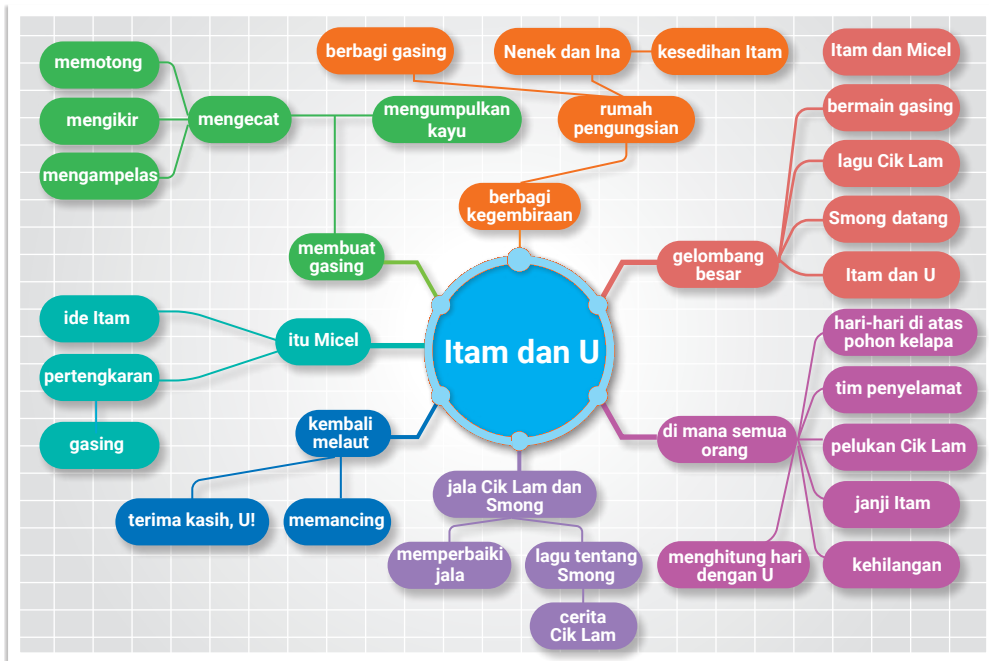 berbagi gasing
Nenek dan Ina
kesedihan Itam
Itam dan Micel
memotong
mengikir
mengampelas
mengecat
mengumpulkan
kayu
rumah
pengungsian
bermain gasing
lagu Cik Lam
Smong datang
Itam dan U
berbagi
kegembiraan
membuat
gasing
gelombang
besar
ide Itam
itu Micel
pertengkaran
gasing
Itam dan U
hari-hari di atas
pohon kelapa
tim penyelamat
pelukan Cik Lam
janji Itam
kehilangan
di mana semua
orang
menghitung hari
dengan U
kembali
melaut
terima kasih, U!
memancing
jala Cik Lam dan
Smong
memperbaiki
jala
lagu tentang
Smong
cerita
Cik Lam